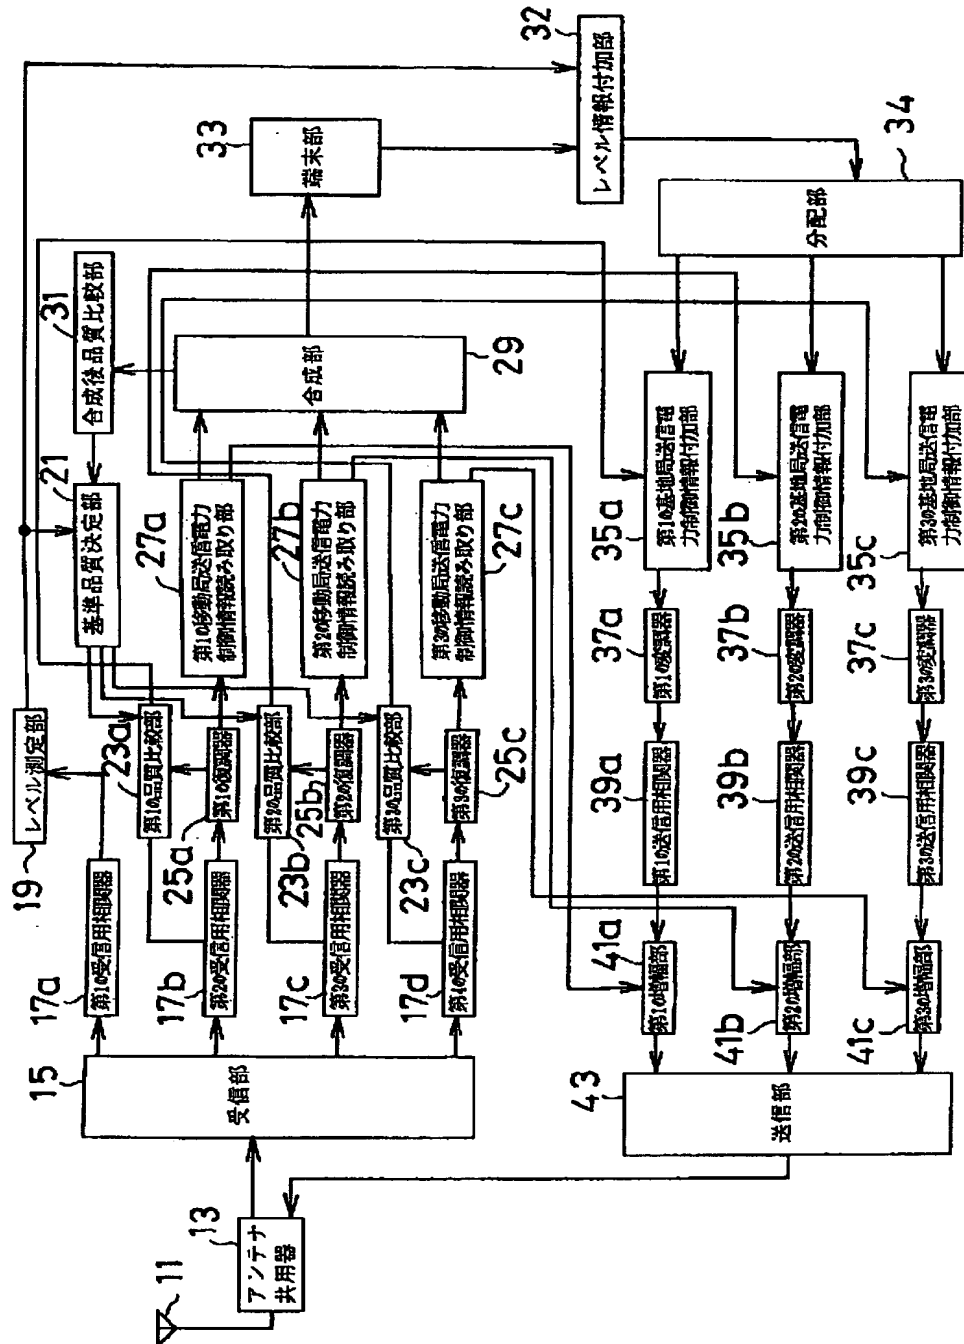 11
13
アンテナ
共用器
15
受信部
17a
第1の受信用相関器
17b
第2の受信用相関器
17c
第3の受信用相関器
17d
第4の受信用相関器
19
レベル測定部
21
基準品質決定部
23a
第1の品質比較部
25a
第1の復調器
23b
第2の品質比較部
25b
第2の復調器
23c
第3の品質比較部
25c
第3の復調器
27a
第1の移動局送信電力
制御情報読み取り部
27b
第2の移動局送信電力
制御情報読み取り部
27c
第3の移動局送信電力
制御情報読み取り部
29
合成部
31
合成後品質比較部
33
端末部
32
レベル情報付加部
34
分配部
35a
第1の基地局送信電
力制御情報付加部
35b
第2の基地局送信電
力制御情報付加部
35c
第3の基地局送信電
力制御情報付加部
37a
第1の変調器
37b
第2の変調器
37c
第3の変調器
39a
第1の送信用相関器
39b
第2の送信用相関器
39c
第3の送信用相関器
41a
第1の増幅部
41b
第2の増幅部
41c
第3の増幅部
43
送信部